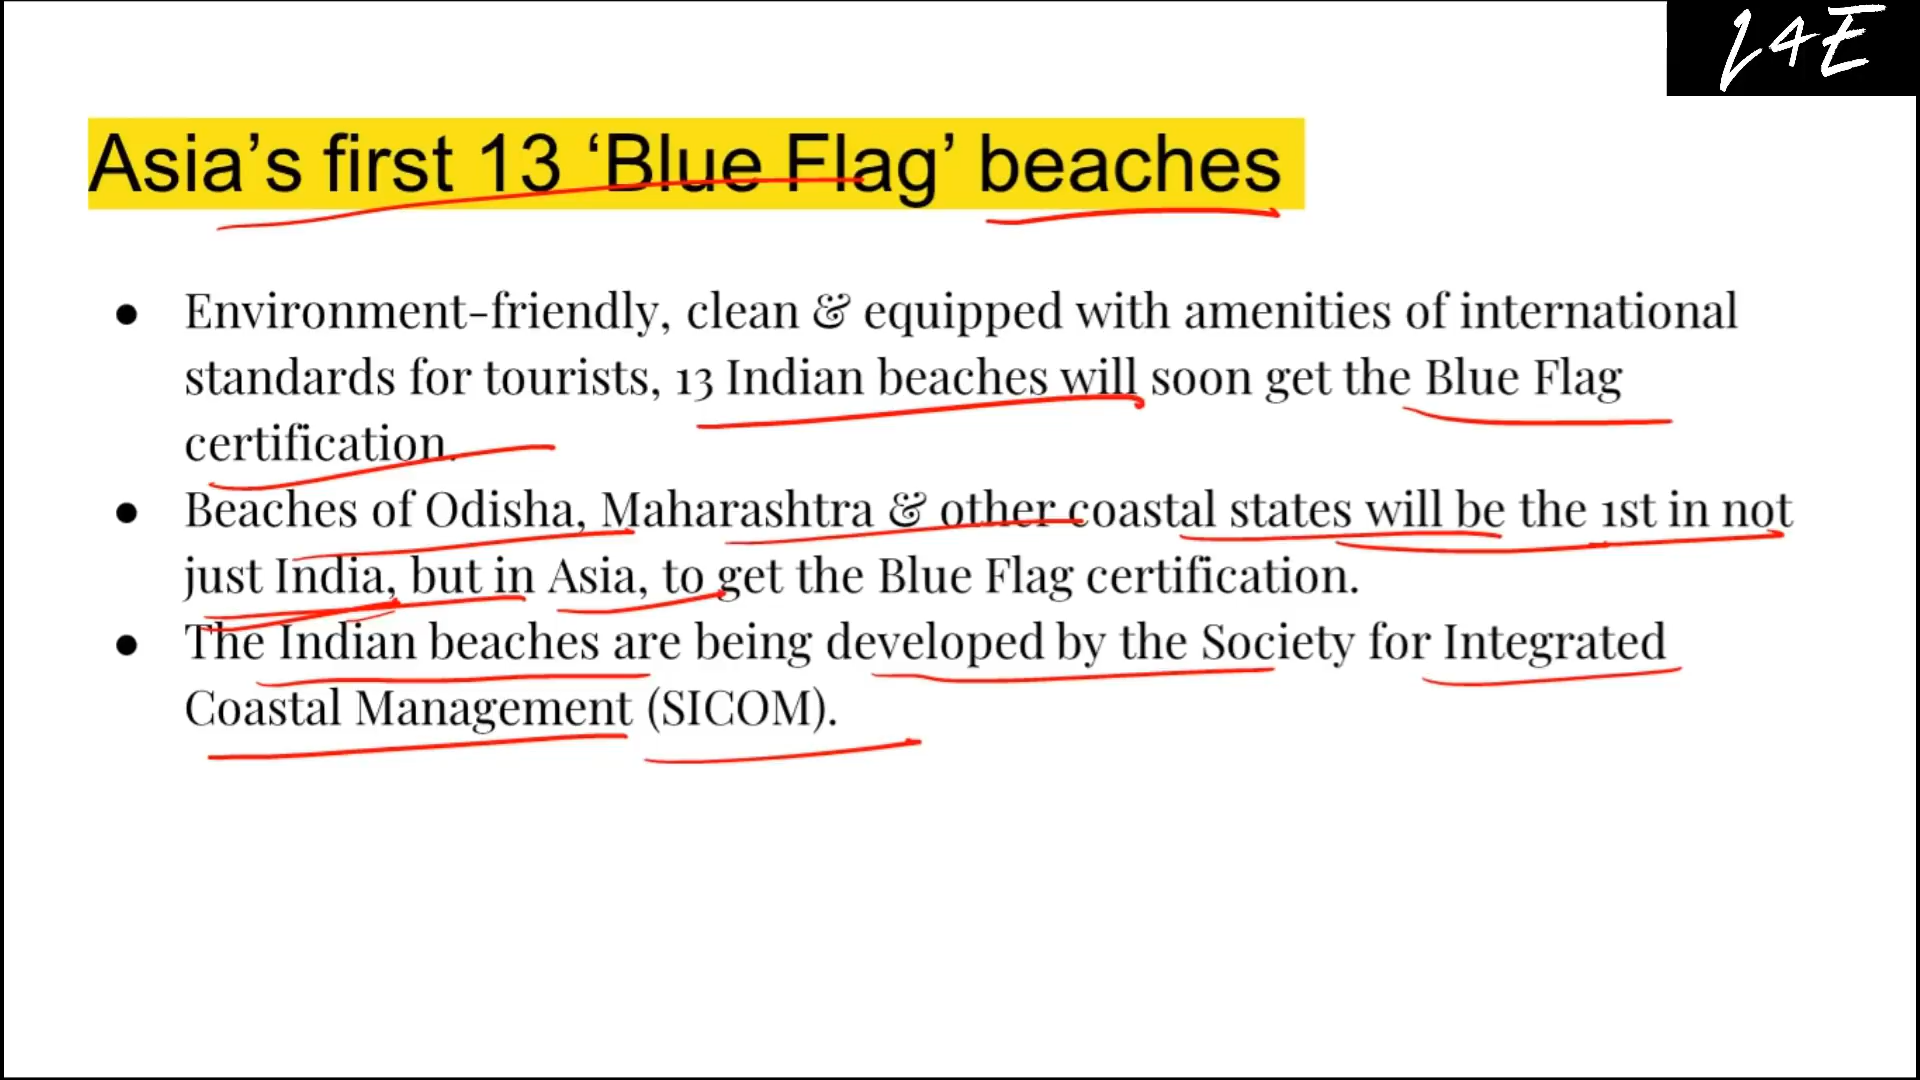 L4E
Asia’s first 13 ‘Blue Flag’ beaches
● Environment-friendly, clean & equipped with amenities of international
standards for tourists, 13 Indian beaches will soon get the Blue Flag
certification.
● Beaches of Odisha, Maharashtra & other coastal states will be the 1st in not
just India, but in Asia, to get the Blue Flag certification.
● The Indian beaches are being developed by the Society for Integrated
Coastal Management (SICOM).